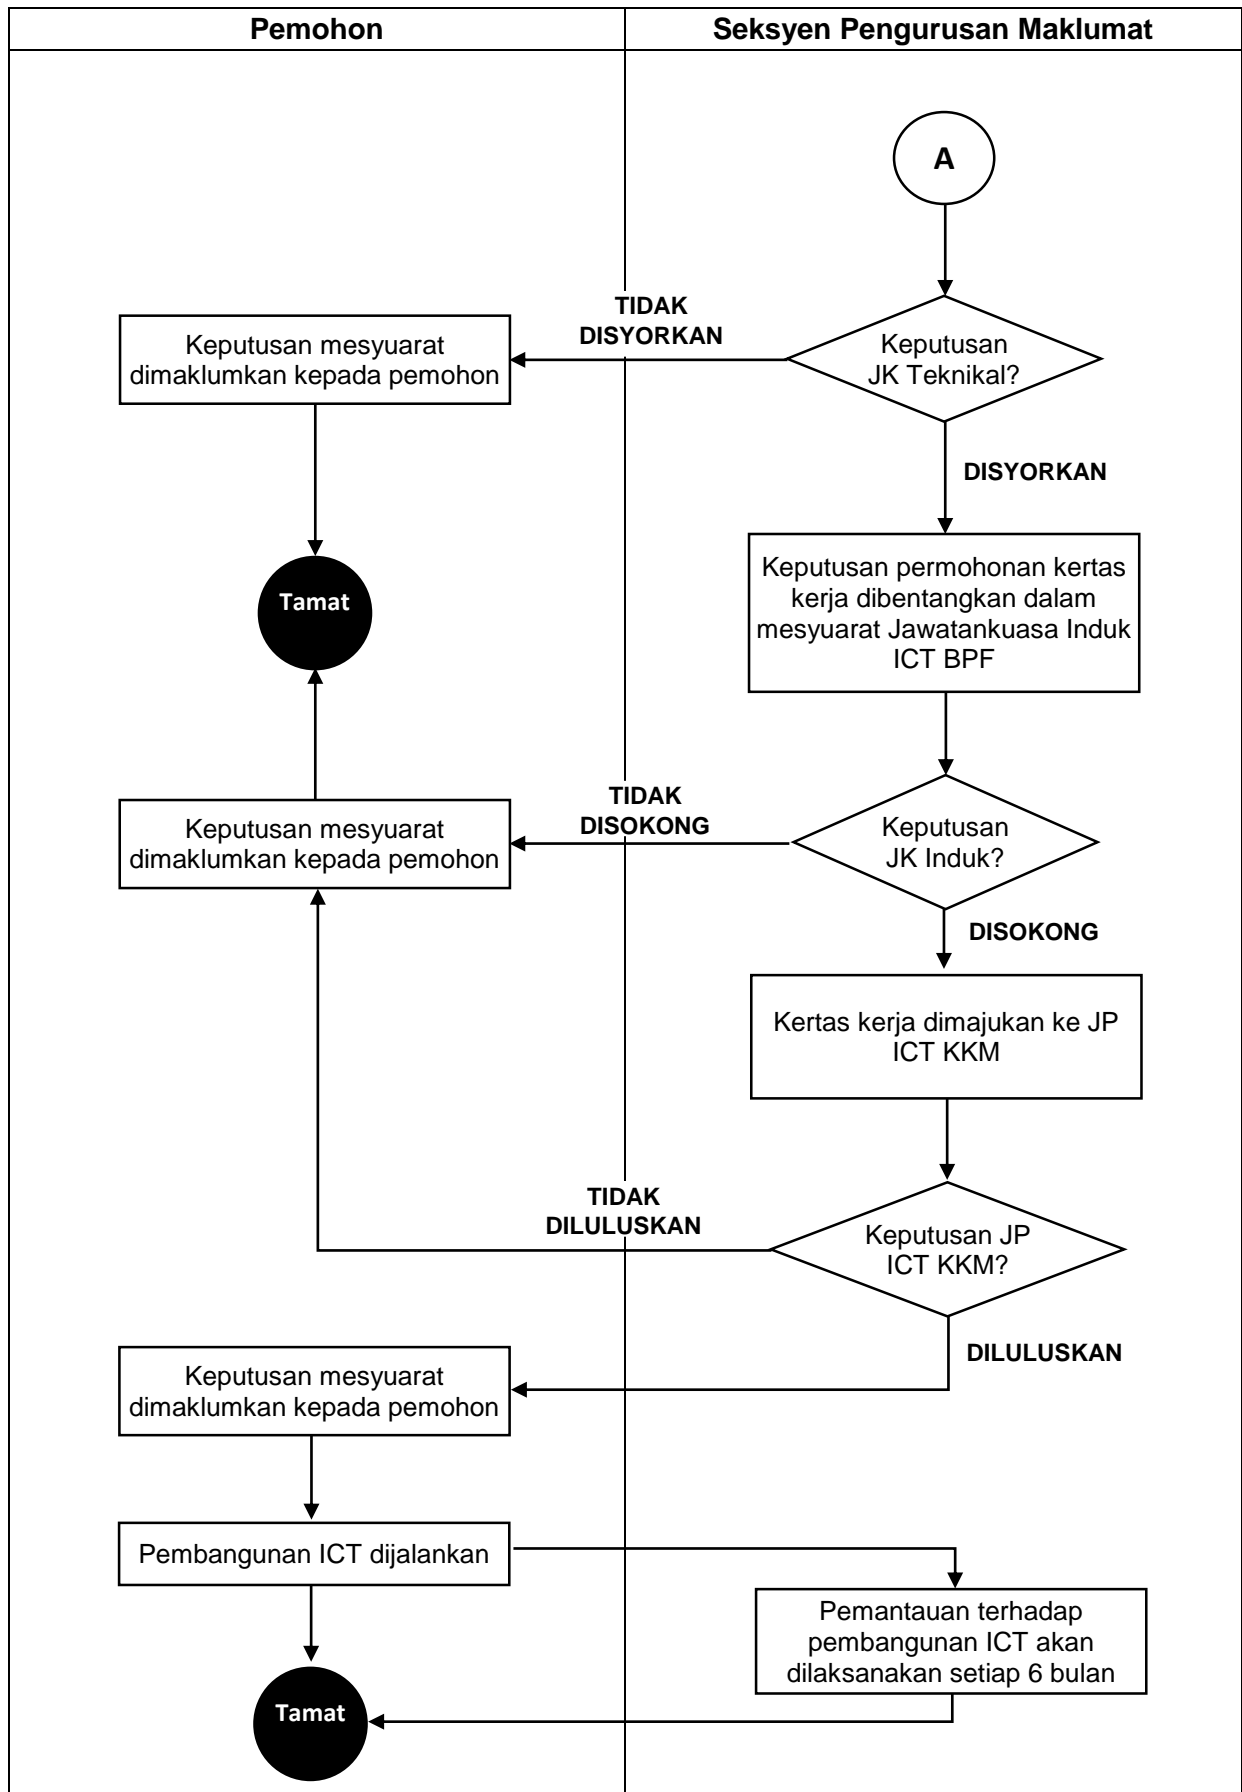 Pemohon
Seksyen Pengurusan Maklumat
A
TIDAK
DISYORKAN
Keputusan mesyuarat
dimaklumkan kepada pemohon
Keputusan
JK Teknikal?
DISYORKAN
Tamat
Keputusan permohonan kertas
kerja dibentangkan dalam
mesyuarat Jawatankuasa Induk
ICT BPF
TIDAK
DISOKONG
Keputusan mesyuarat
dimaklumkan kepada pemohon
Keputusan
JK Induk?
DISOKONG
Kertas kerja dimajukan ke JP
ICT KKM
TIDAK
DILULUSKAN
Keputusan JP
ICT KKM?
DILULUSKAN
Keputusan mesyuarat
dimaklumkan kepada pemohon
Pembangunan ICT dijalankan
Pemantauan terhadap
pembangunan ICT akan
dilaksanakan setiap 6 bulan
Tamat